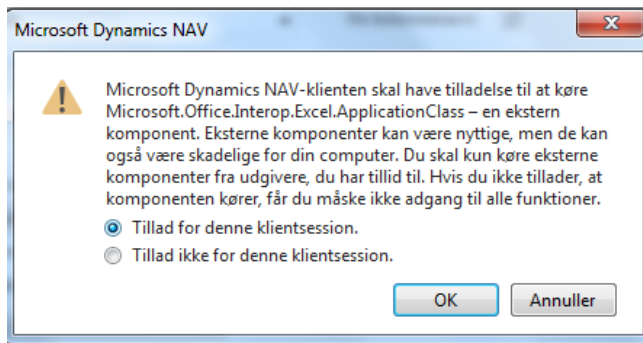 Microsoft Dynamics NAV
Microsoft Dynamics NAV-klienten skal have tilladelse til at køre
Microsoft.Office.Interop.Excel.ApplicationClass – en ekstern
komponent. Eksterne komponenter kan være nyttige, men de kan
også være skadelige for din computer. Du skal kun køre eksterne
komponenter fra udgivere, du har tillid til. Hvis du ikke tillader, at
komponenten kører, får du måske ikke adgang til alle funktioner.
Tillad for denne klientsession.
Tillad ikke for denne klientsession.
OK Annuller